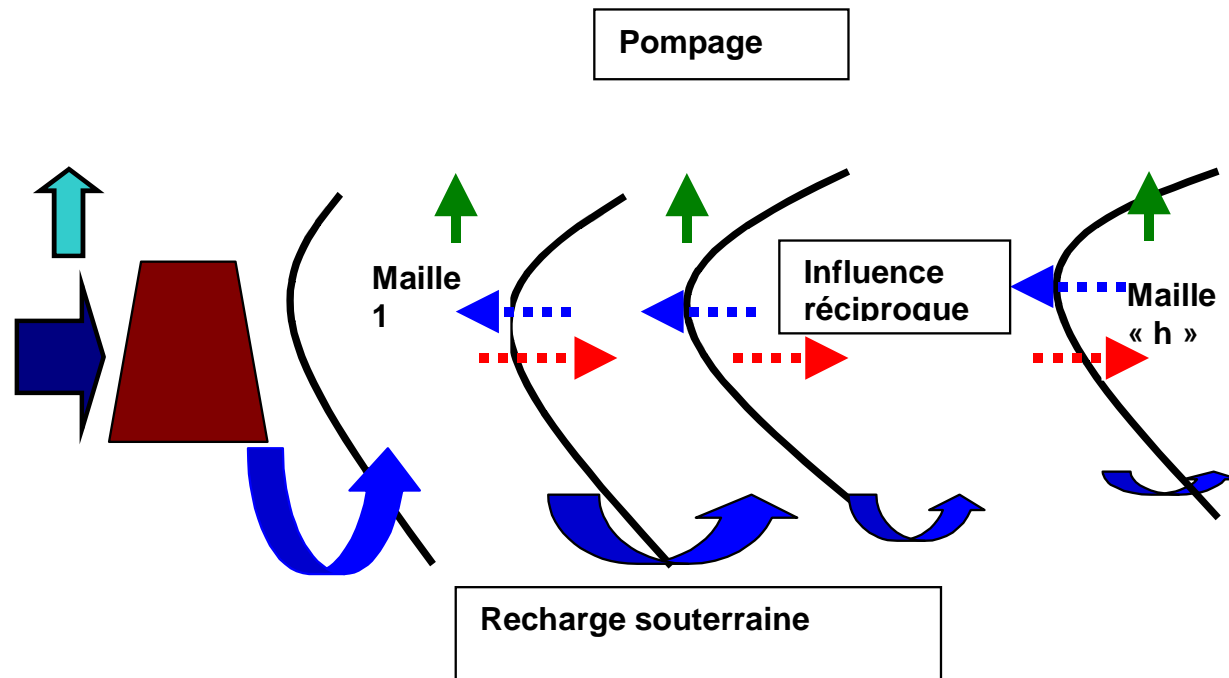 Pompage
Maille
1
Influence
réciproque
Maille
« h »
Recharge souterraine